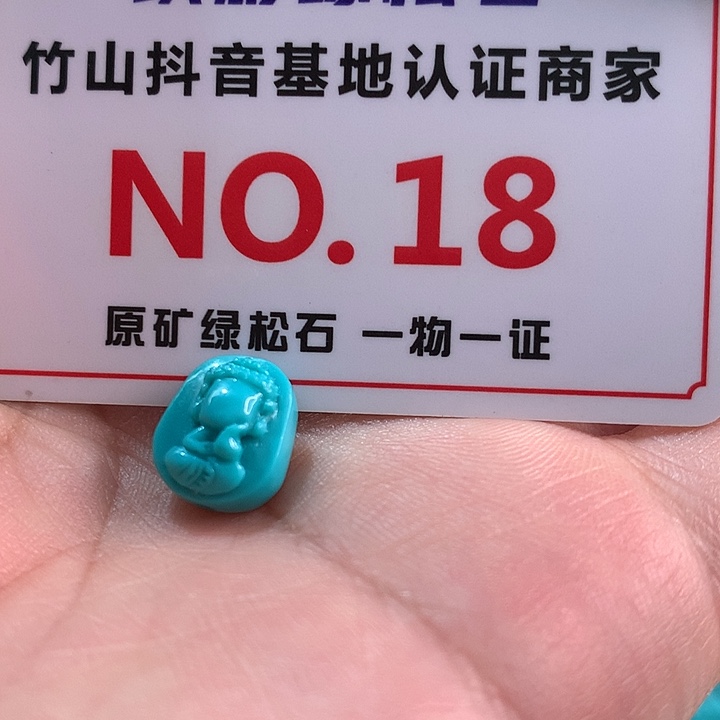 竹山抖音基地认证商家
NO.18
原矿绿松石 一物一证